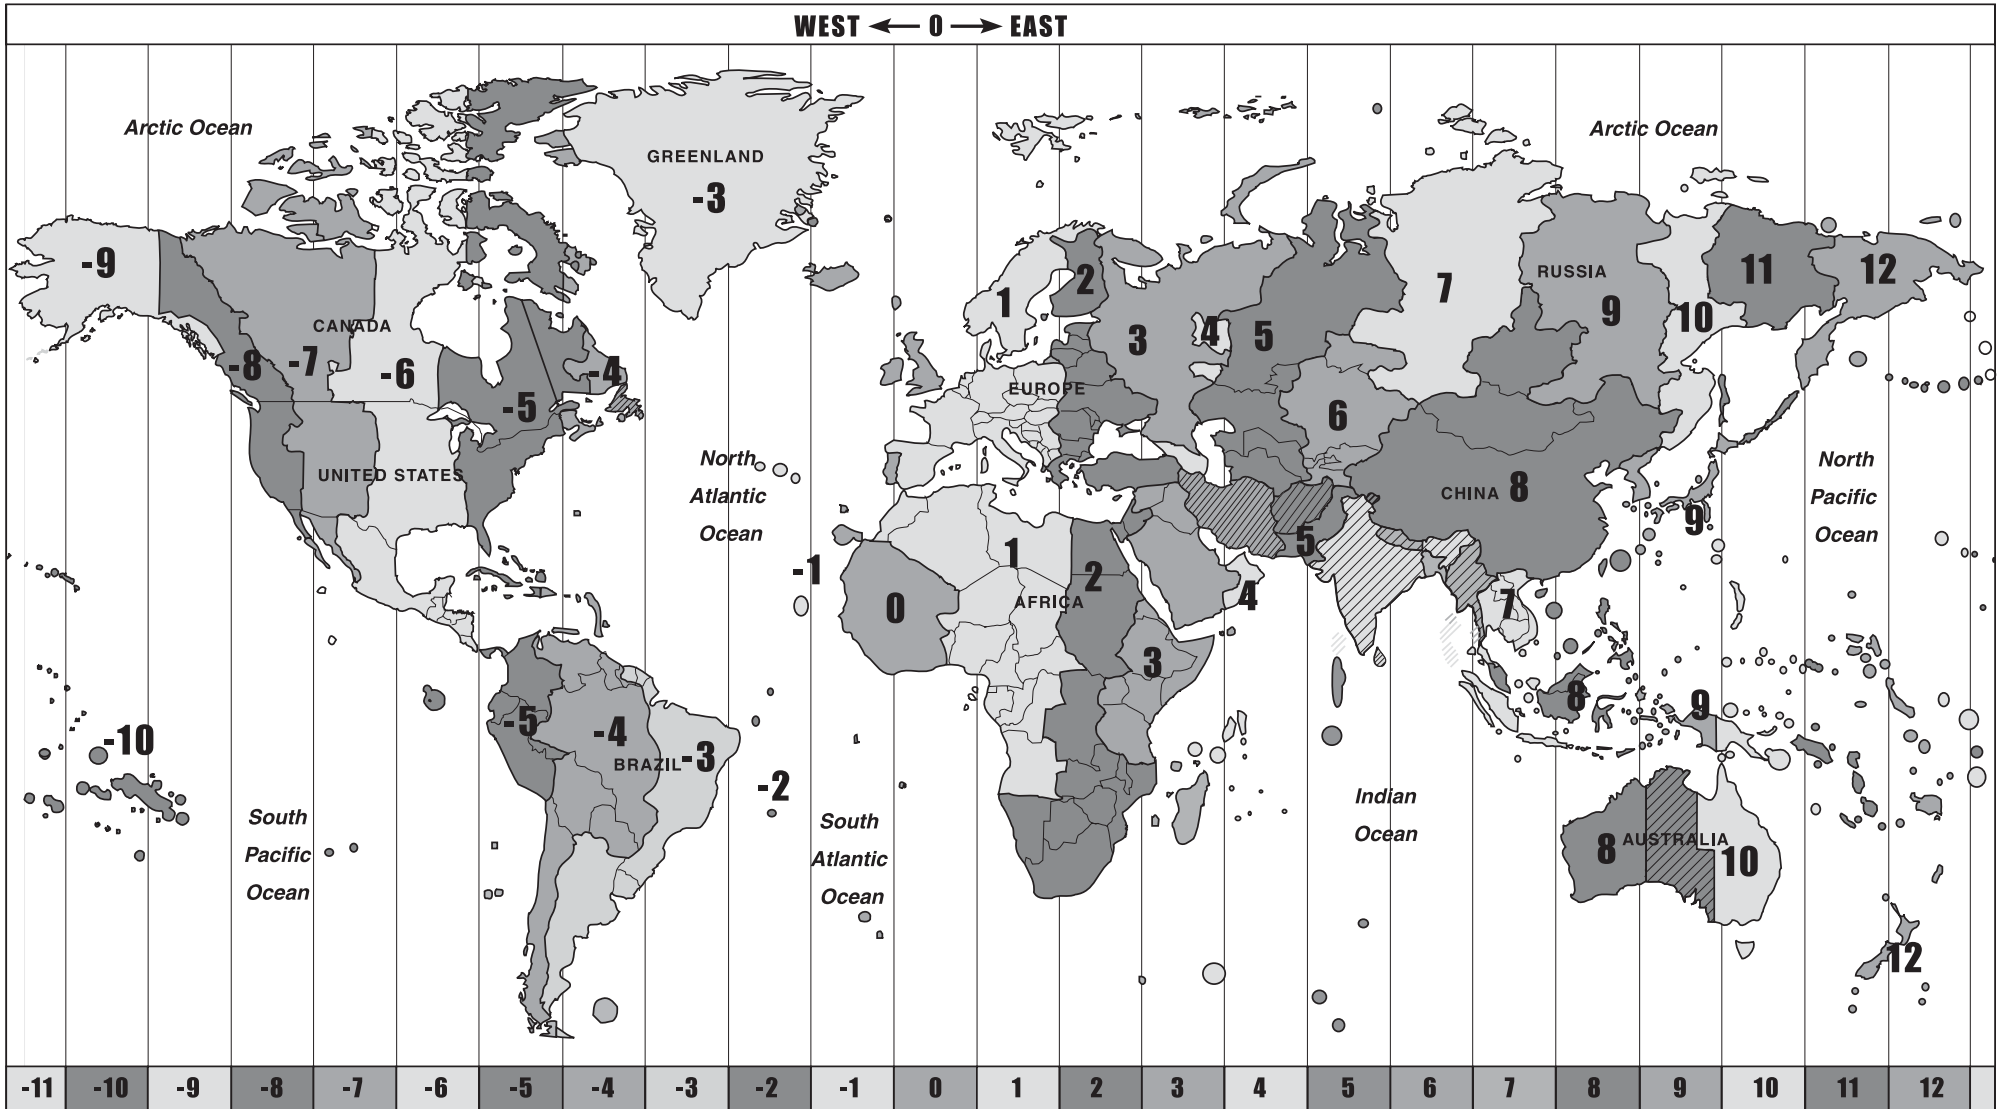 WEST ← 0 → EAST
Arctic Ocean
Arctic Ocean
GREENLAND
-3
-9
CANADA
-8
-7
-6
-5
-4
1
2
3
4
5
7
RUSSIA
9
10
11
12
EUROPE
6
UNITED STATES
North
Atlantic
Ocean
CHINA 8
North
Pacific
Ocean
9
5
-1
0
1
2
AFRICA
4
7
3
-10
-5
-4
BRAZIL
-3
-2
8
9
South
Pacific
Ocean
South
Atlantic
Ocean
Indian
Ocean
8
AUSTRALIA
10
12
-11 -10 -9 -8 -7 -6 -5 -4 -3 -2 -1 0 1 2 3 4 5 6 7 8 9 10 11 12